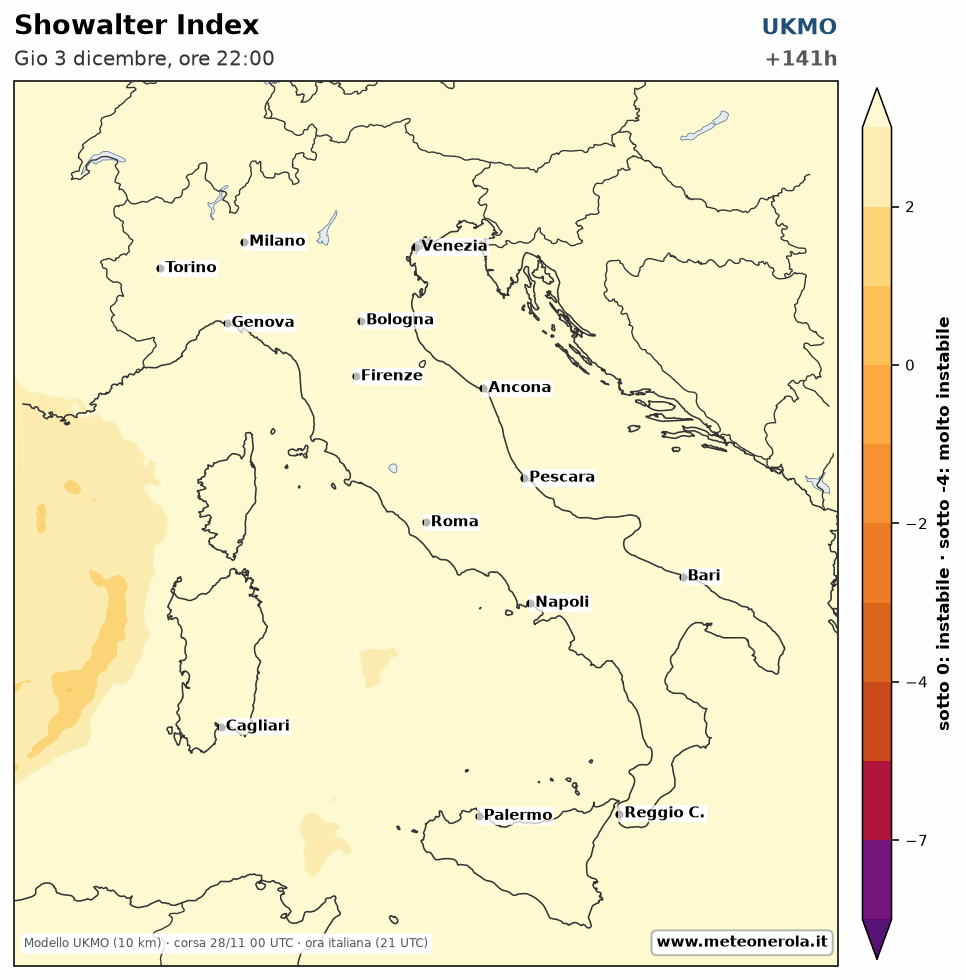 Showalter Index
UKMO
Gio 3 dicembre, ore 22:00
+141h
Milano
Venezia
Torino
Genova
Bologna
Firenze
Ancona
Pescara
Roma
Bari
Napoli
Cagliari
Palermo
Reggio C.
2
0
−2
−4
−7
sotto 0: instabile · sotto -4: molto instabile
Modello UKMO (10 km) · corsa 28/11 00 UTC · ora italiana (21 UTC)
www.meteonerola.it